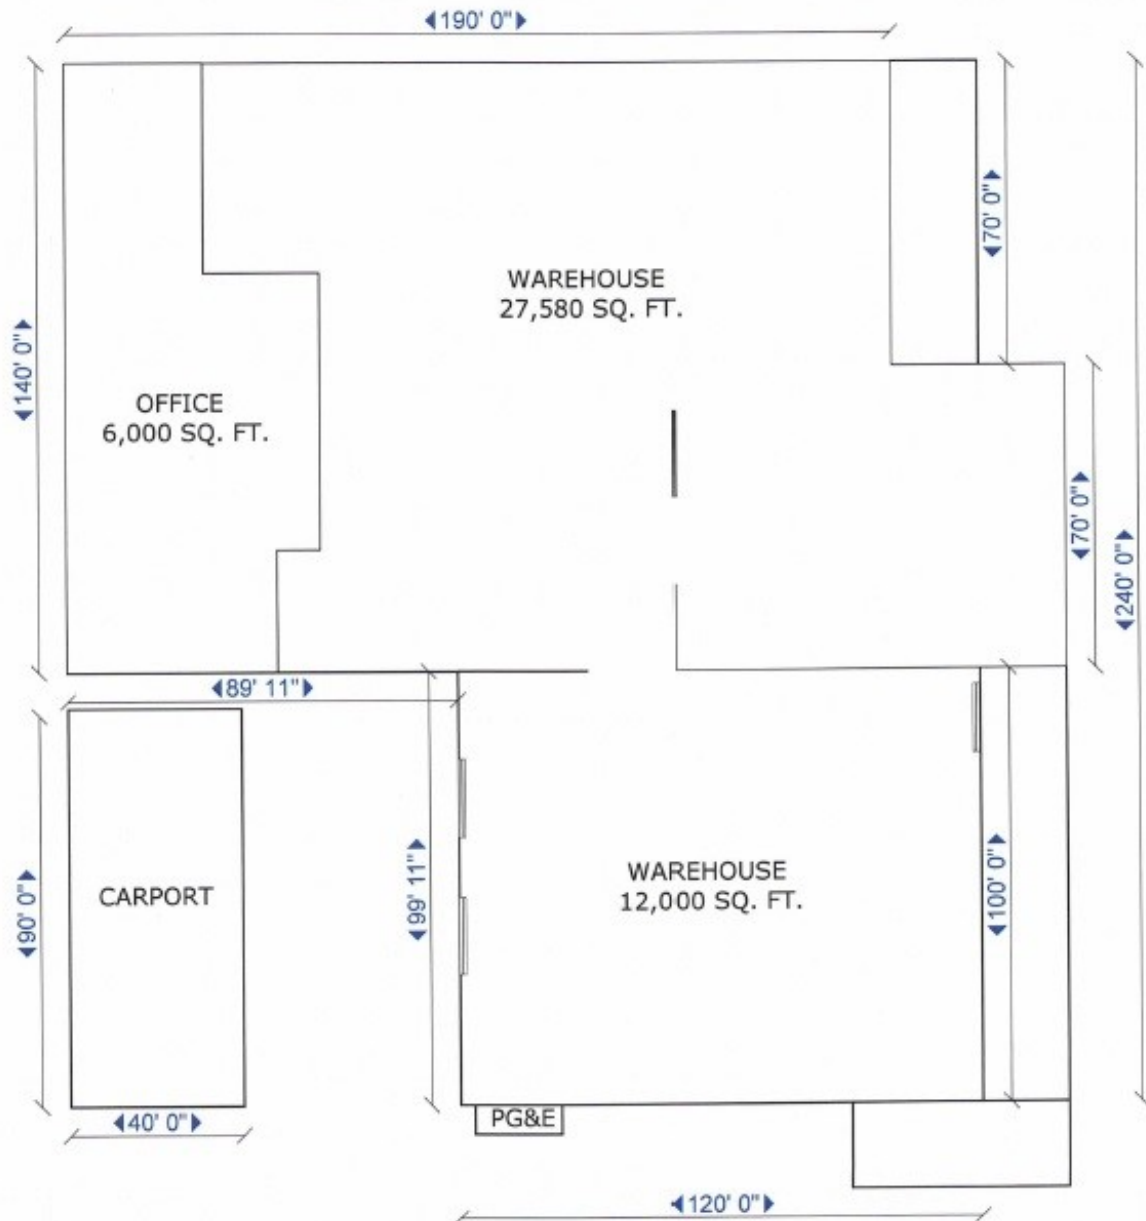 190' 0"
70' 0"
WAREHOUSE
27,580 SQ. FT.
140' 0"
OFFICE
6,000 SQ. FT.
70' 0"
240' 0"
89' 11"
WAREHOUSE
12,000 SQ. FT.
CARPORT
90' 0"
99' 11"
100' 0"
PG&E
40' 0"
120' 0"